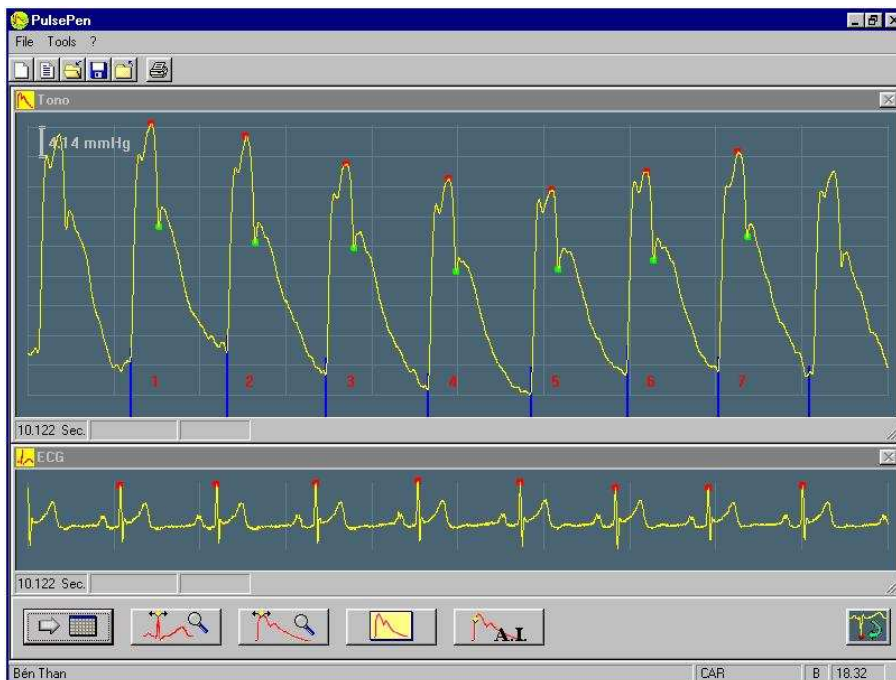 PulsePen
File Tools ?
Tono
4.14 mmHg
1 2 3 4 5 6 7
10.122 Sec.
ECG
10.122 Sec.
A.I.
Bén Than CAR B 18.32